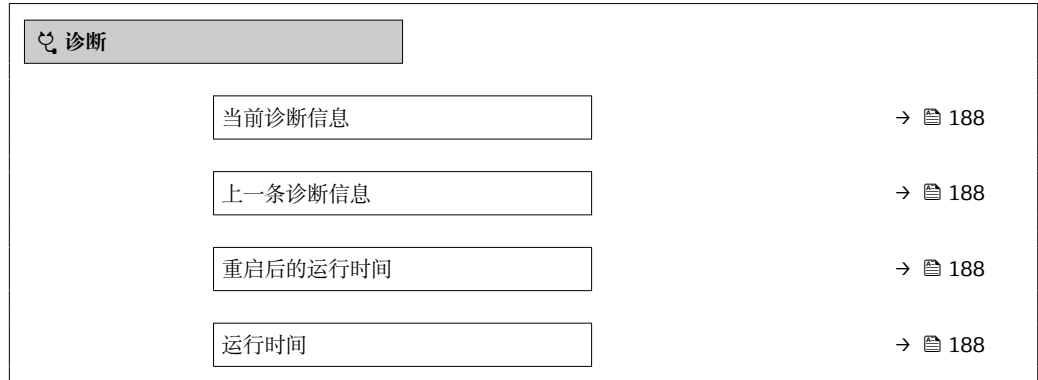 诊断
当前诊断信息 → 188
上一条诊断信息 → 188
重启后的运行时间 → 188
运行时间 → 188